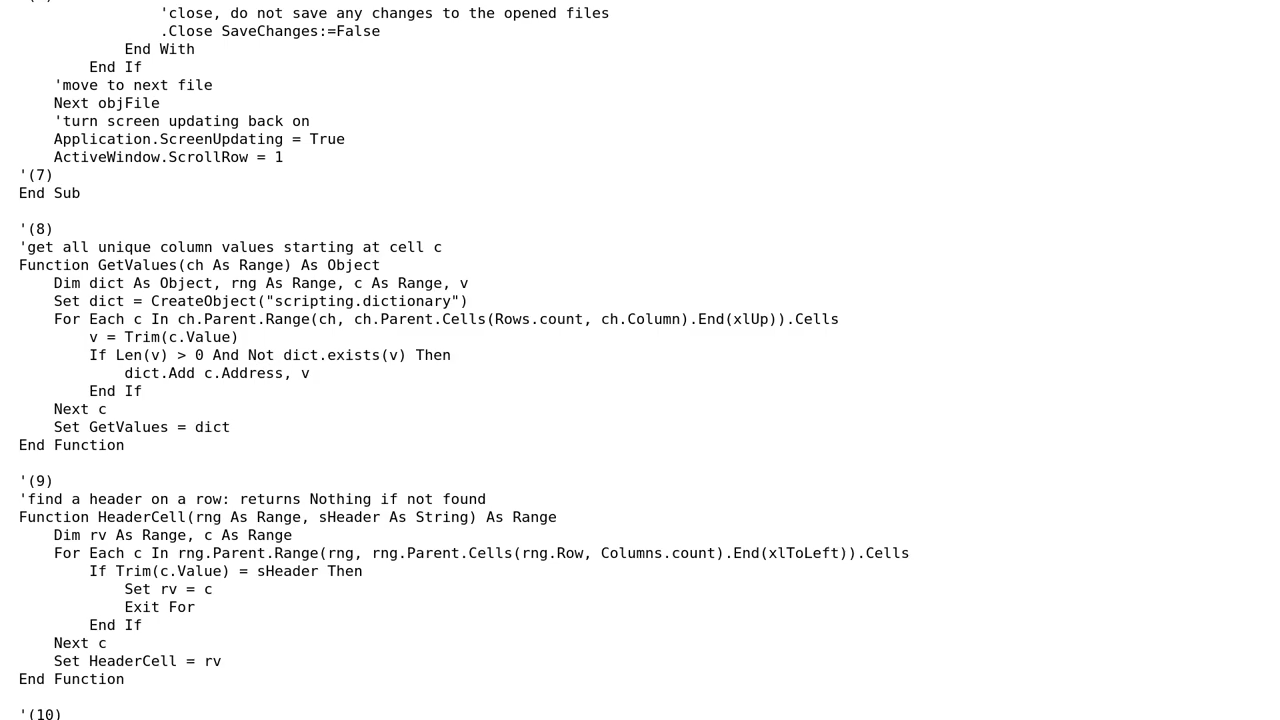 'close, do not save any changes to the opened files
.Close SaveChanges:=False
End With
End If
'move to next file
Next objFile
'turn screen updating back on
Application.ScreenUpdating = True
ActiveWindow.ScrollRow = 1
'(7)
End Sub
'(8)
'get all unique column values starting at cell c
Function GetValues(ch As Range) As Object
Dim dict As Object, rng As Range, c As Range, v
Set dict = CreateObject("scripting.dictionary")
For Each c In ch.Parent.Range(ch, ch.Parent.Cells(Rows.count, ch.Column).End(xlUp)).Cells
v = Trim(c.Value)
If Len(v) > 0 And Not dict.exists(v) Then
dict.Add c.Address, v
End If
Next c
Set GetValues = dict
End Function
'(9)
'find a header on a row: returns Nothing if not found
Function HeaderCell(rng As Range, sHeader As String) As Range
Dim rv As Range, c As Range
For Each c In rng.Parent.Range(rng, rng.Parent.Cells(rng.Row, Columns.count).End(xlToLeft)).Cells
If Trim(c.Value) = sHeader Then
Set rv = c
Exit For
End If
Next c
Set HeaderCell = rv
End Function
'(10)